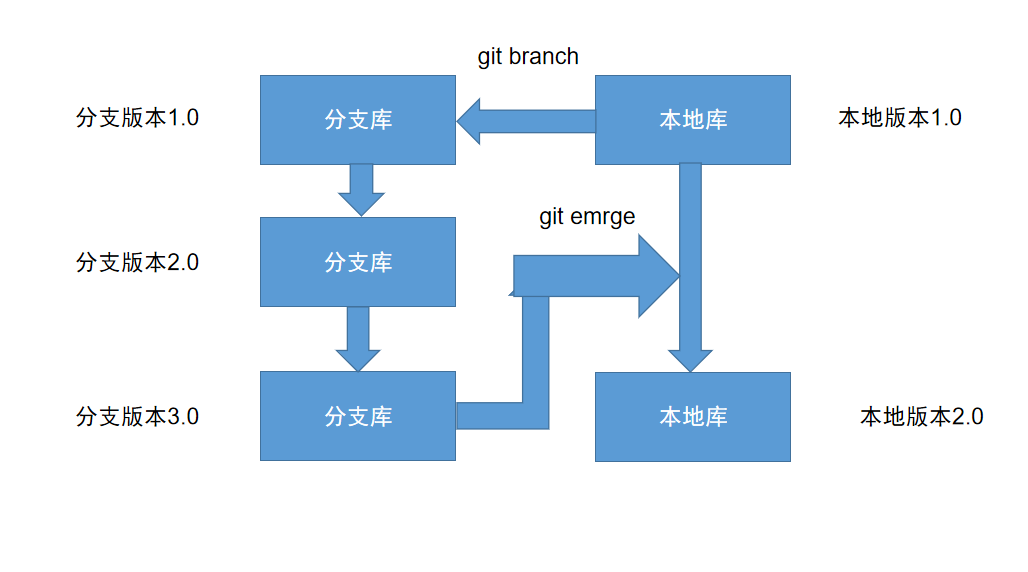 git branch
分支版本1.0
分支库
本地库
本地版本1.0
git emrge
分支版本2.0
分支库
分支版本3.0
分支库
本地库
本地版本2.0